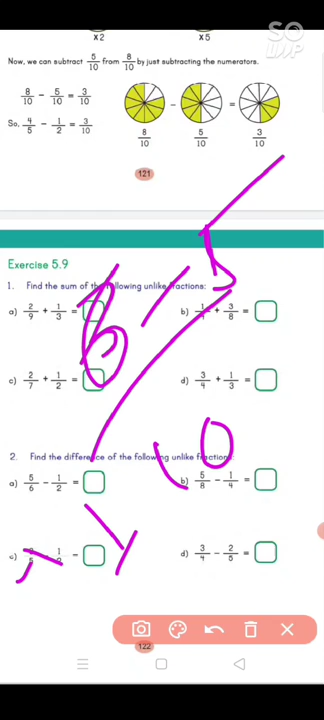 SO
LOOP
×2 ×5
Now, we can subtract 5/10 from 8/10 by just subtracting the numerators.
8/10 - 5/10 = 3/10
So, 4/5 - 1/2 = 3/10
- =
8/10 5/10 3/10
121
Exercise 5.9
1. Find the sum of the following unlike fractions:
a) 2/9 + 1/3 = b) + 3/8 =
c) 2/7 + 1/2 = d) 3/4 + 1/3 =
2. Find the difference of the following unlike fractions:
a) 5/6 - 1/2 = b) 5/8 - 1/4 =
c) - 1/2 = d) 3/4 - 2/5 =
122